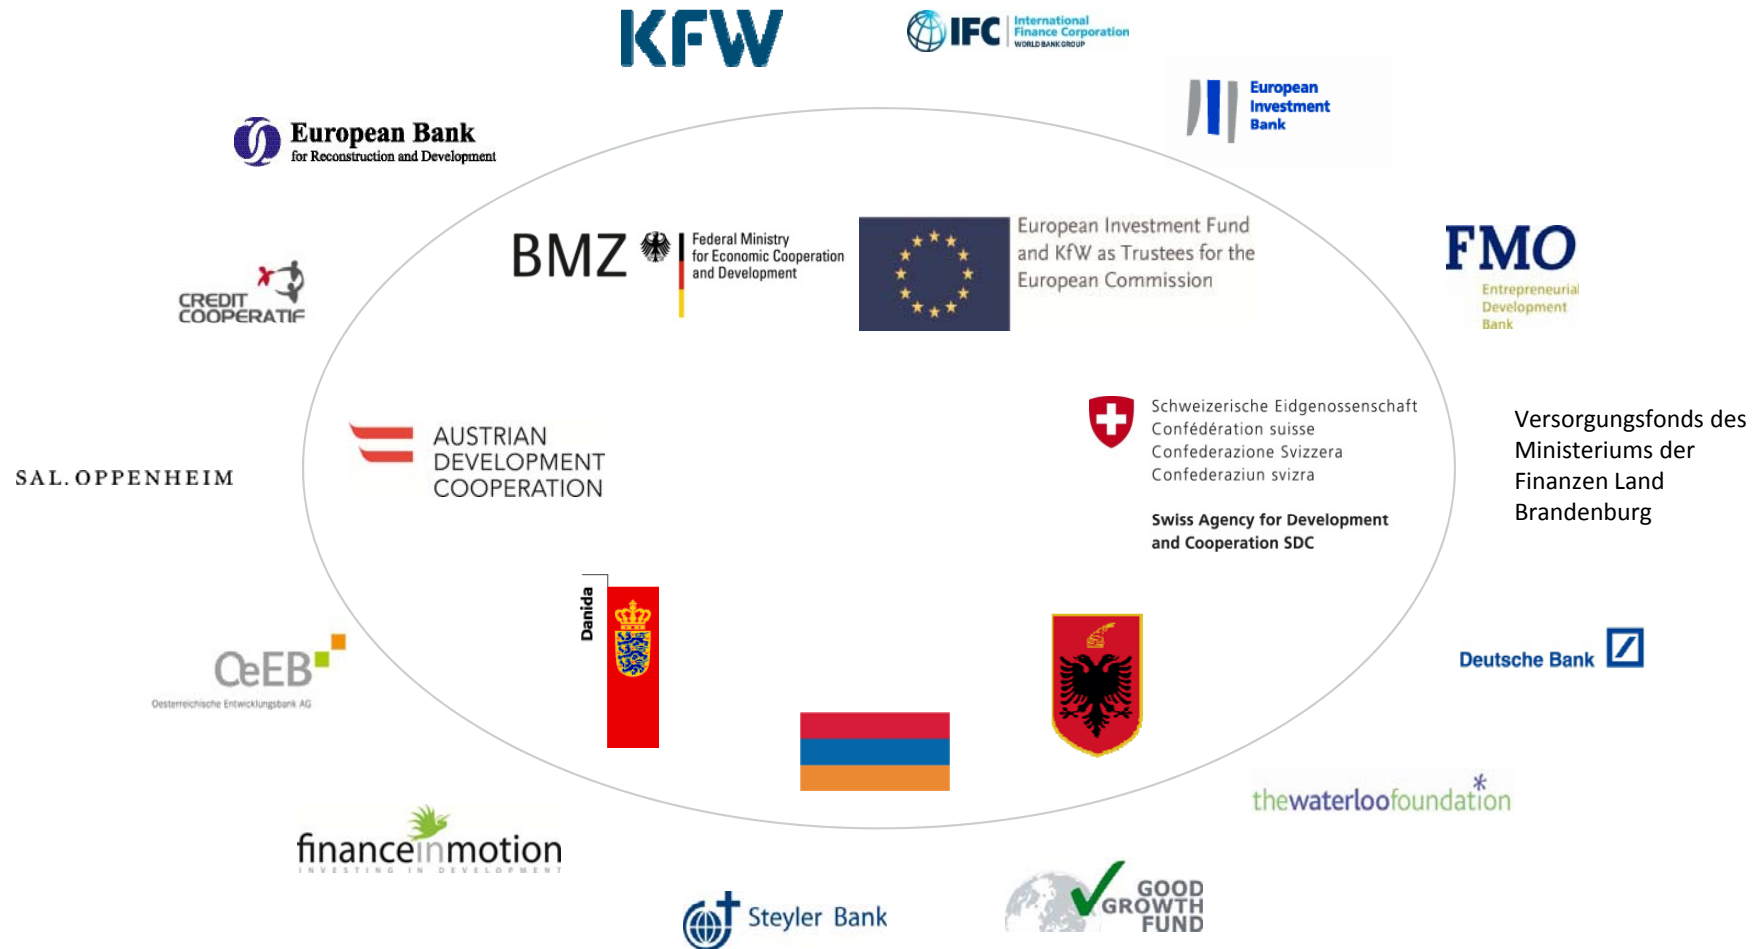 KFW
IFC
International
Finance Corporation
WORLD BANK GROUP
European
Investment
Bank
European Bank
for Reconstruction and Development
BMZ
Federal Ministry
for Economic Cooperation
and Development
European Investment Fund
and KfW as Trustees for the
European Commission
FMO
Entrepreneurial
Development
Bank
CREDIT
COOPERATIF
AUSTRIAN
DEVELOPMENT
COOPERATION
Schweizerische Eidgenossenschaft
Confédération suisse
Confederazione Svizzera
Confederaziun svizra
Swiss Agency for Development
and Cooperation SDC
Versorgungsfonds des
Ministeriums der
Finanzen Land
Brandenburg
SAL. OPPENHEIM
Danida
OeEB
Oesterreichische Entwicklungsbank AG
Deutsche Bank
thewaterloofoundation
financeinmotion
INVESTING IN DEVELOPMENT
Steyler Bank
GOOD
GROWTH
FUND